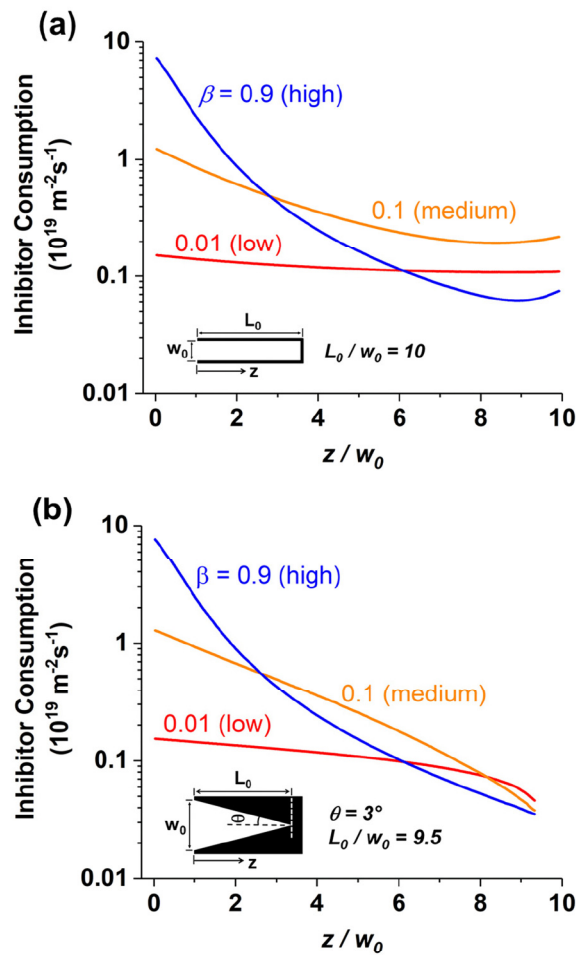 (a)
Inhibitor Consumption
(10¹⁹ m⁻²s⁻¹)
10
1
0.1
0.01
β = 0.9 (high)
0.1 (medium)
0.01 (low)
L₀
w₀
z
L₀ / w₀ = 10
0 2 4 6 8 10
z / w₀
(b)
Inhibitor Consumption
(10¹⁹ m⁻²s⁻¹)
10
1
0.1
0.01
β = 0.9 (high)
0.1 (medium)
0.01 (low)
L₀
w₀
θ
z
θ = 3°
L₀ / w₀ = 9.5
0 2 4 6 8 10
z / w₀